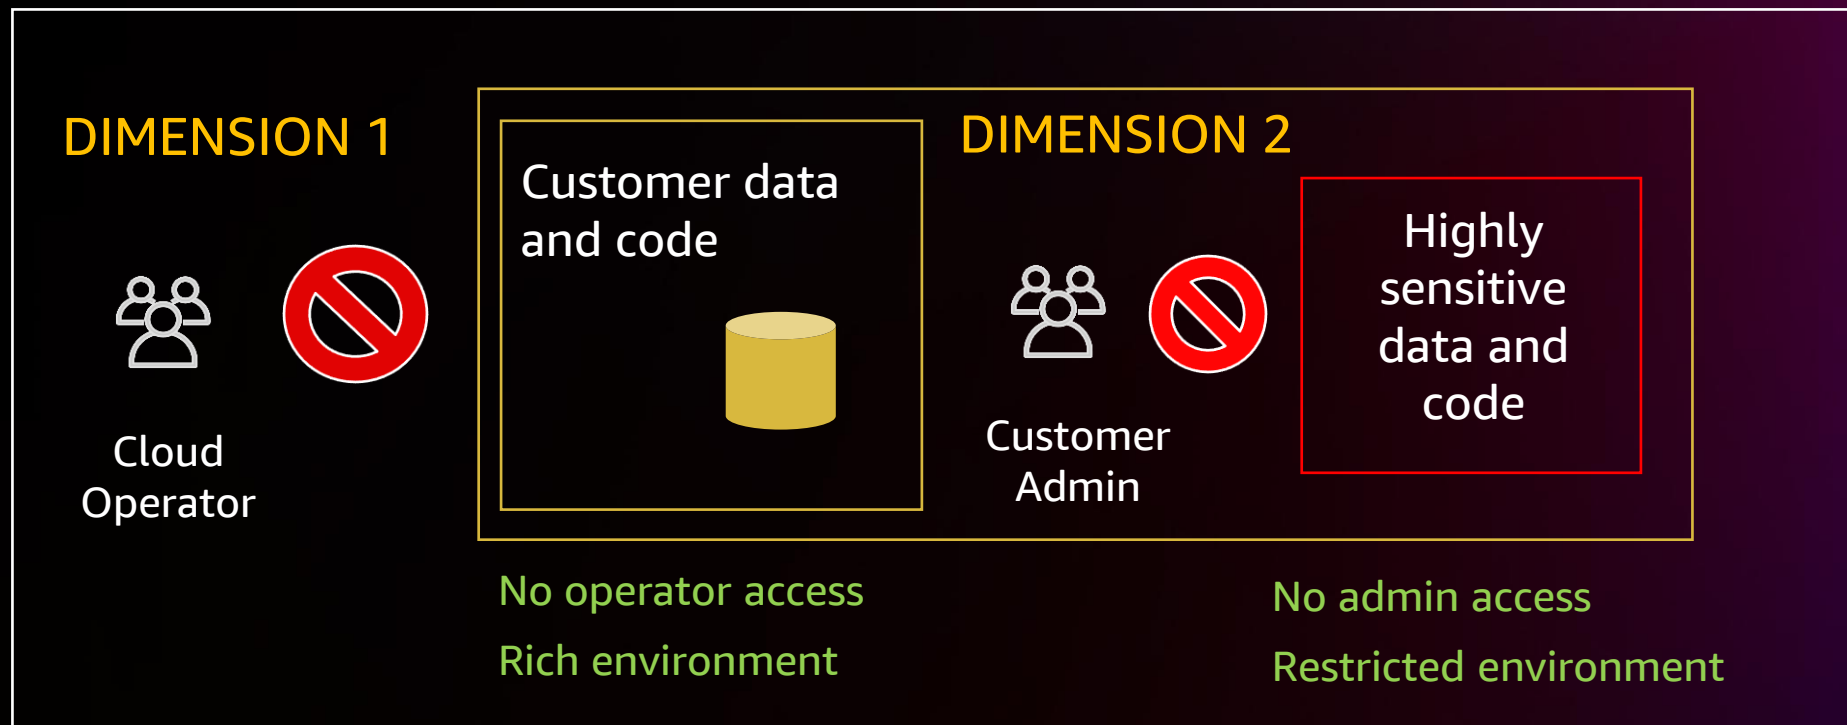 DIMENSION 1
Cloud
Operator
Customer data
and code
DIMENSION 2
Customer
Admin
Highly
sensitive
data and
code
No operator access
Rich environment
No admin access
Restricted environment